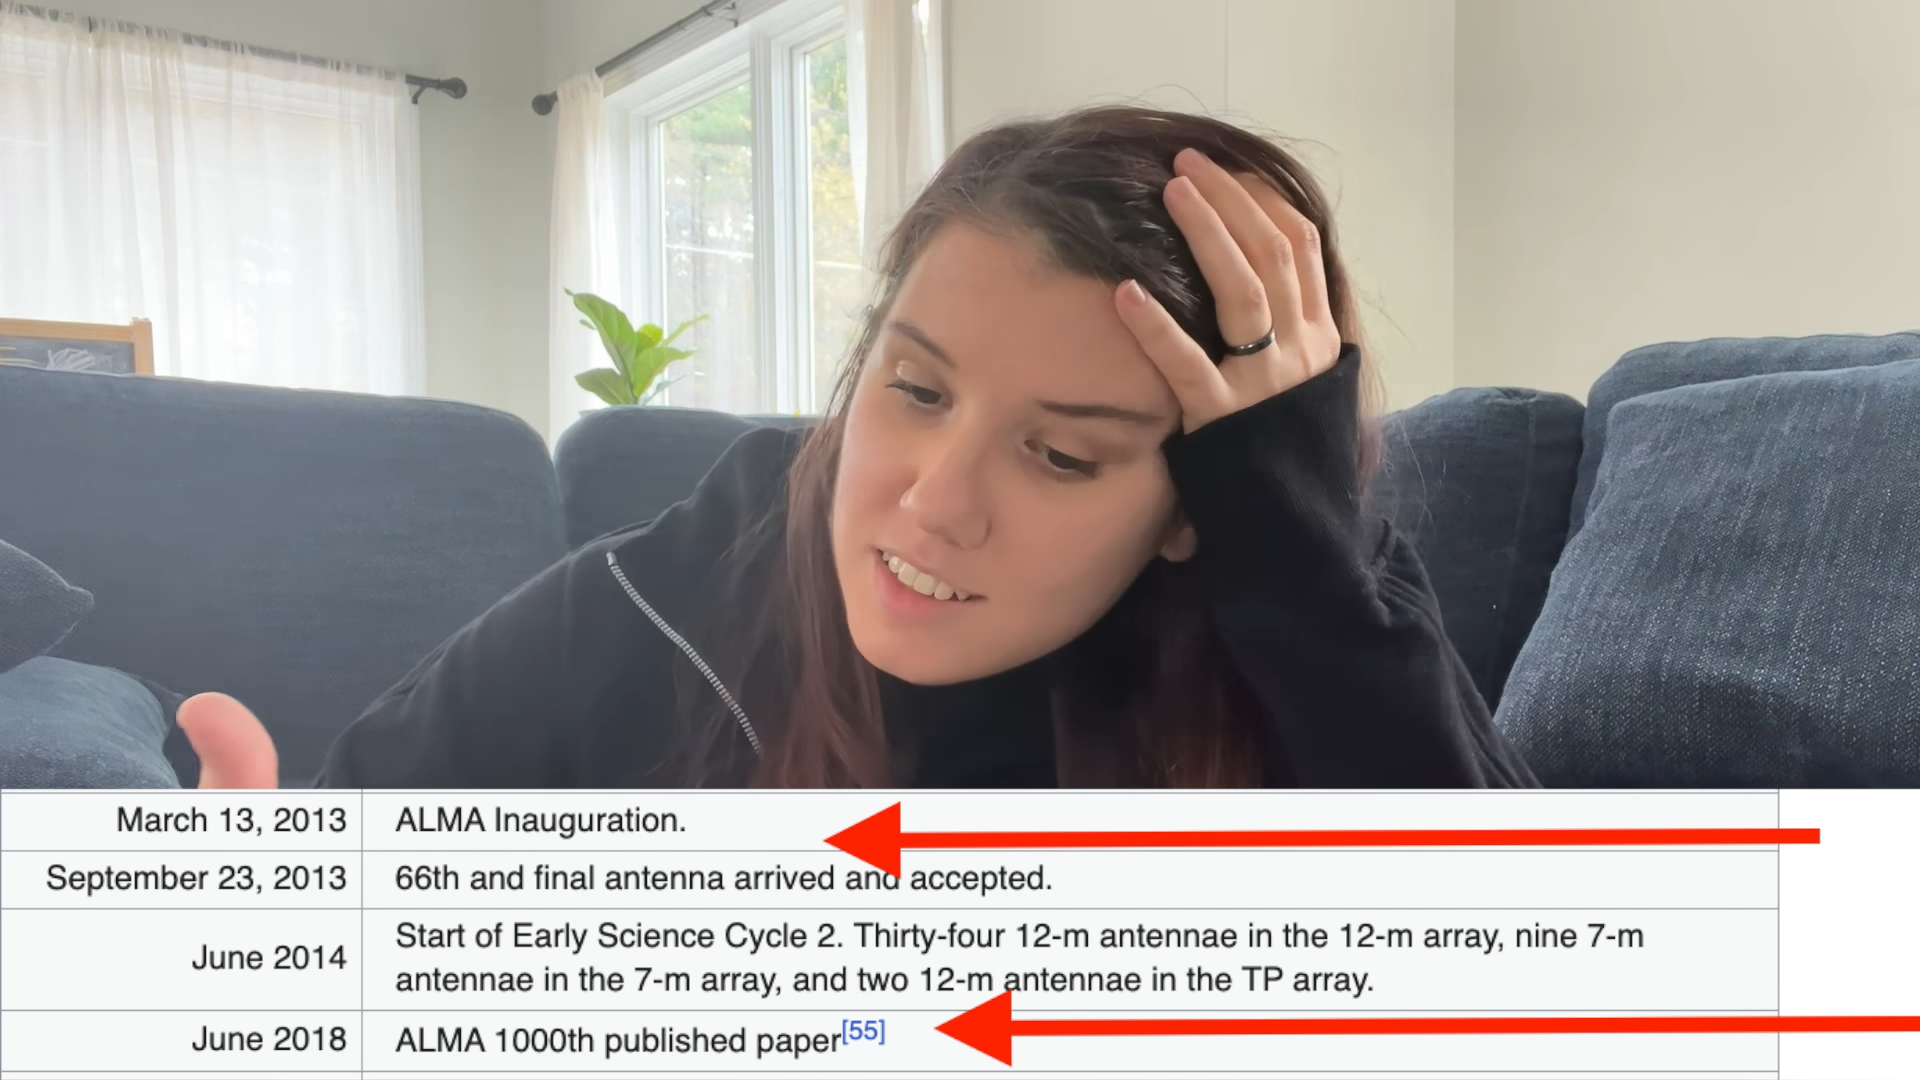 March 13, 2013 ALMA Inauguration.
September 23, 2013 66th and final antenna arrived and accepted.
June 2014 Start of Early Science Cycle 2. Thirty-four 12-m antennae in the 12-m array, nine 7-m
antennae in the 7-m array, and two 12-m antennae in the TP array.
June 2018 ALMA 1000th published paper[55]